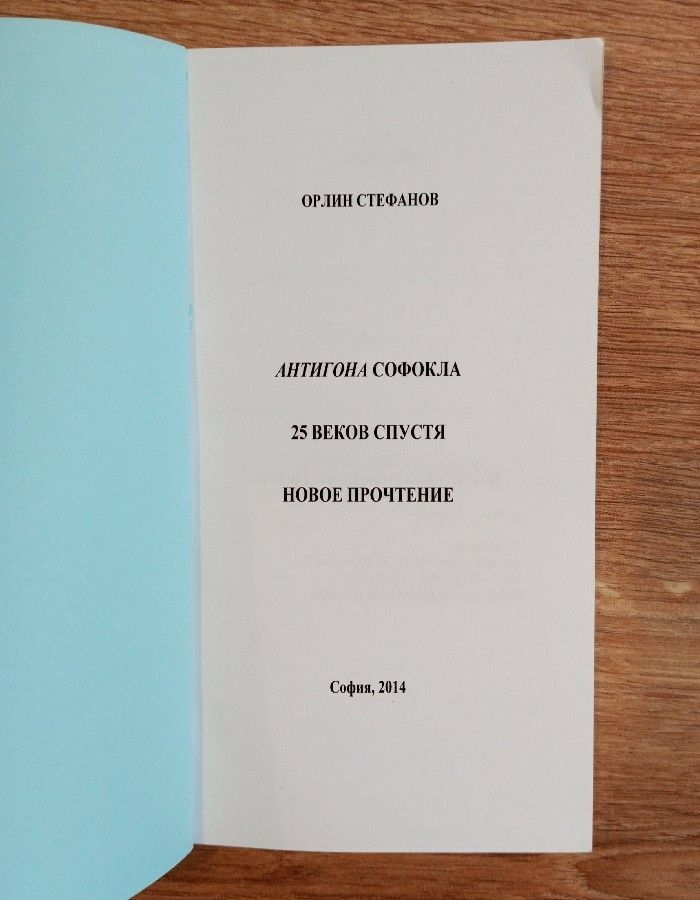 ОРЛИН СТЕФАНОВ
АНТИГОНА СОФОКЛА
25 ВЕКОВ СПУСТЯ
НОВОЕ ПРОЧТЕНИЕ
София, 2014